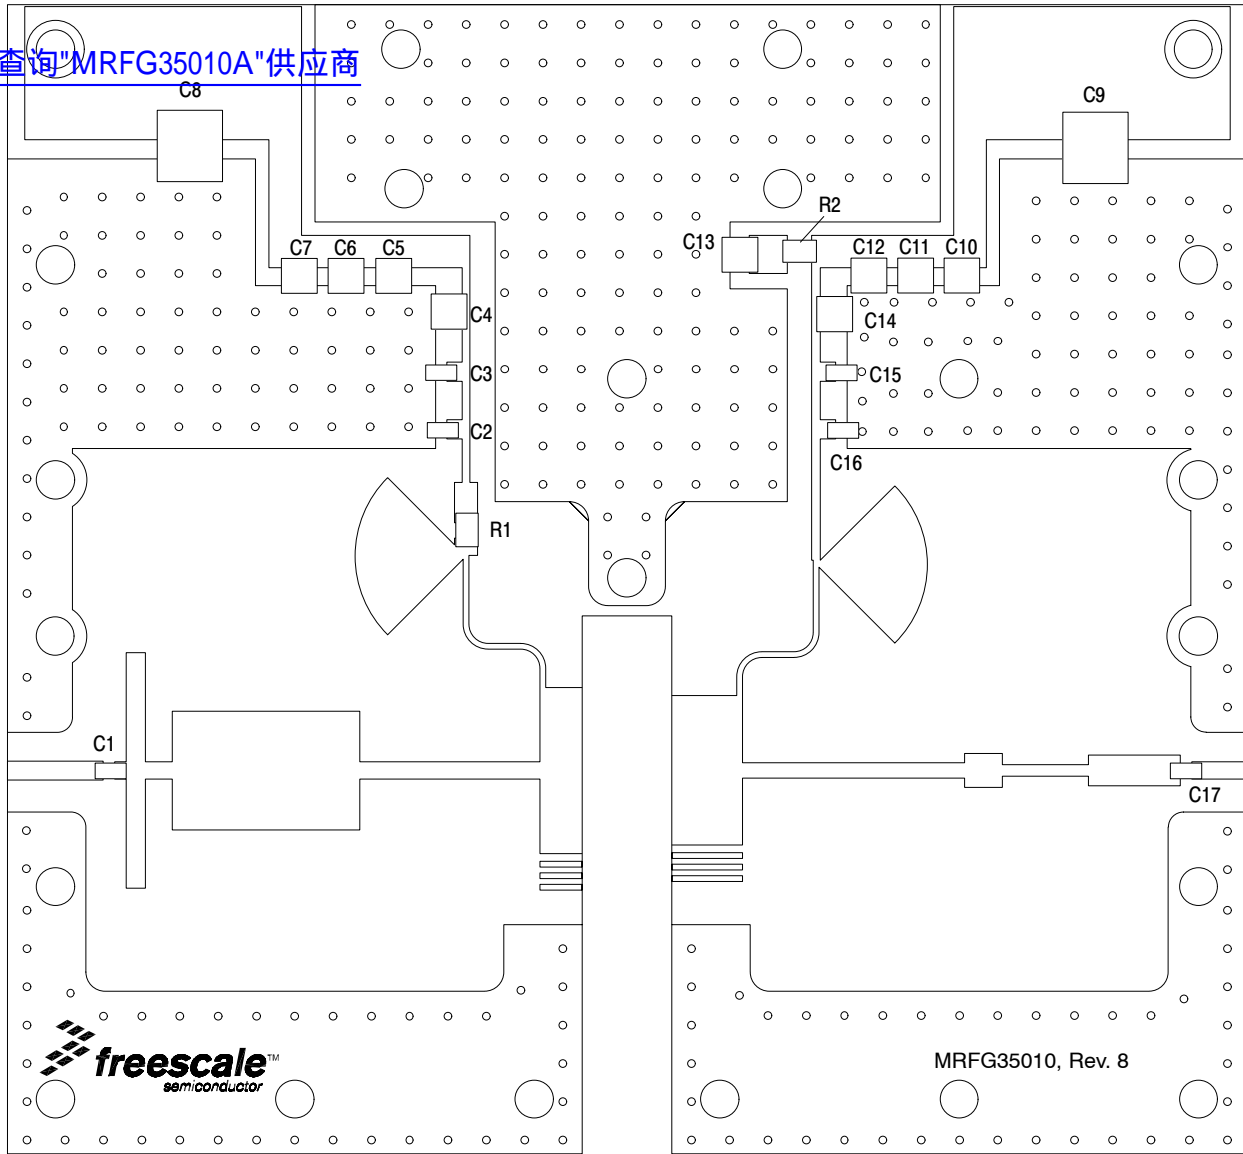 查询"MRFG35010A"供应商
C8
C9
R2
C13
C7 C6 C5
C12 C11 C10
C4
C14
C3
C15
C2
C16
R1
C1
C17
freescale™
semiconductor
MRFG35010, Rev. 8